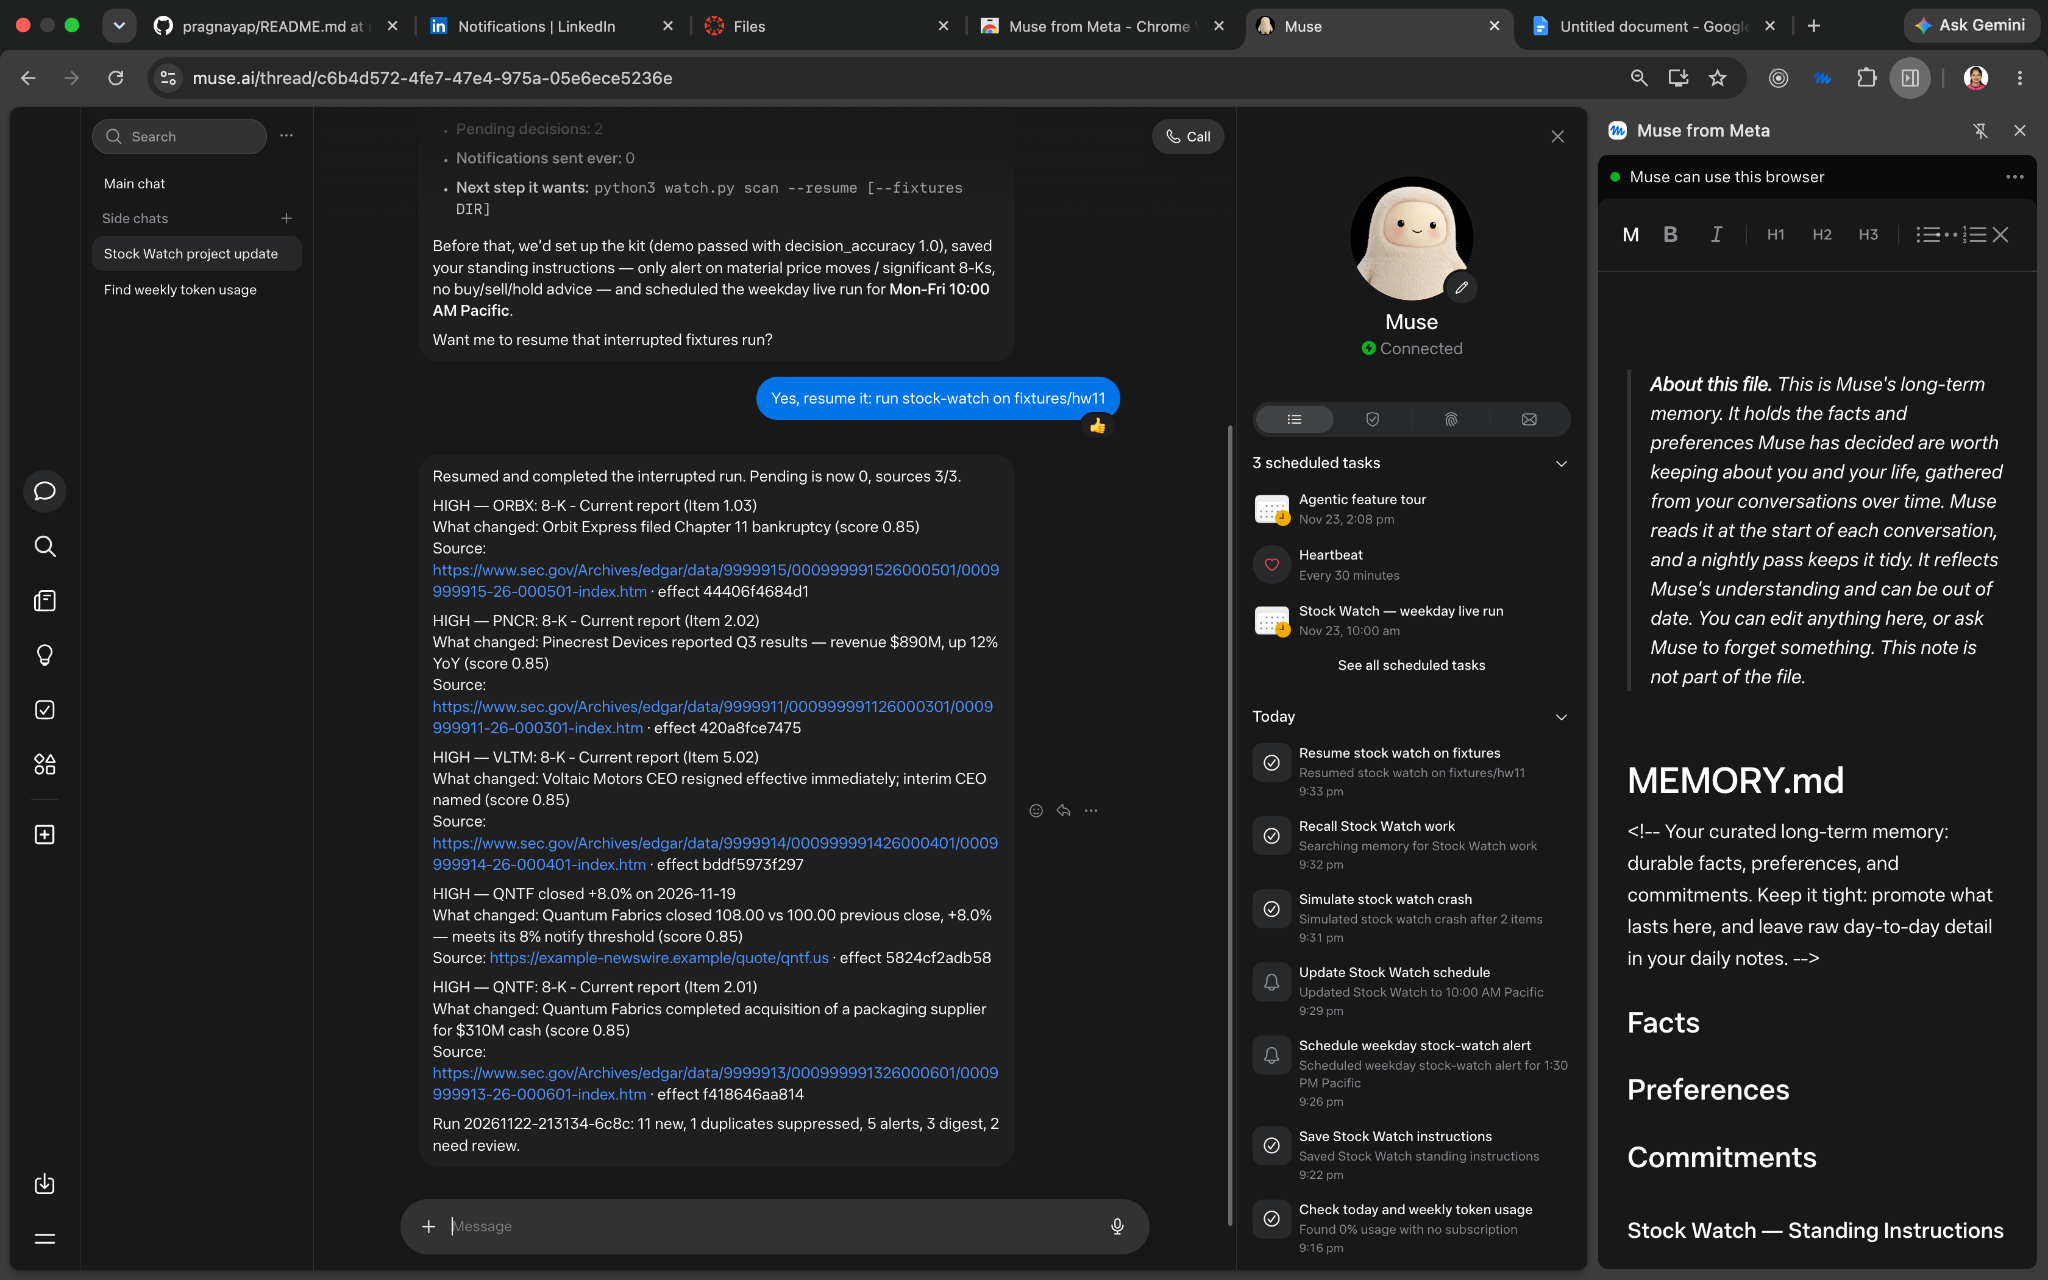 pragnayap/README.md at
Notifications | LinkedIn
Files
Muse from Meta - Chrome
Muse
Untitled document - Google
Ask Gemini
muse.ai/thread/c6b4d572-4fe7-47e4-975a-05e6ece5236e
Search
Main chat
Side chats
Stock Watch project update
Find weekly token usage
Call
Pending decisions: 2
Notifications sent ever: 0
Next step it wants: python3 watch.py scan --resume [--fixtures
DIR]
Before that, we'd set up the kit (demo passed with decision_accuracy 1.0), saved
your standing instructions — only alert on material price moves / significant 8-Ks,
no buy/sell/hold advice — and scheduled the weekday live run for Mon-Fri 10:00
AM Pacific.
Want me to resume that interrupted fixtures run?
Yes, resume it: run stock-watch on fixtures/hw11
👍
Resumed and completed the interrupted run. Pending is now 0, sources 3/3.
HIGH — ORBX: 8-K - Current report (Item 1.03)
What changed: Orbit Express filed Chapter 11 bankruptcy (score 0.85)
Source:
https://www.sec.gov/Archives/edgar/data/9999915/000999991526000501/0009
999915-26-000501-index.htm · effect 44406f4684d1
HIGH — PNCR: 8-K - Current report (Item 2.02)
What changed: Pinecrest Devices reported Q3 results — revenue $890M, up 12%
YoY (score 0.85)
Source:
https://www.sec.gov/Archives/edgar/data/9999911/000999991126000301/0009
999911-26-000301-index.htm · effect 420a8fce7475
HIGH — VLTM: 8-K - Current report (Item 5.02)
What changed: Voltaic Motors CEO resigned effective immediately; interim CEO
named (score 0.85)
Source:
https://www.sec.gov/Archives/edgar/data/9999914/000999991426000401/0009
999914-26-000401-index.htm · effect bddf5973f297
HIGH — QNTF closed +8.0% on 2026-11-19
What changed: Quantum Fabrics closed 108.00 vs 100.00 previous close, +8.0%
— meets its 8% notify threshold (score 0.85)
Source: https://example-newswire.example/quote/qntf.us · effect 5824cf2adb58
HIGH — QNTF: 8-K - Current report (Item 2.01)
What changed: Quantum Fabrics completed acquisition of a packaging supplier
for $310M cash (score 0.85)
Source:
https://www.sec.gov/Archives/edgar/data/9999913/000999991326000601/0009
999913-26-000601-index.htm · effect f418646aa814
Run 20261122-213134-6c8c: 11 new, 1 duplicates suppressed, 5 alerts, 3 digest, 2
need review.
Message
Muse
Connected
3 scheduled tasks
Agentic feature tour
Nov 23, 2:08 pm
Heartbeat
Every 30 minutes
Stock Watch — weekday live run
Nov 23, 10:00 am
See all scheduled tasks
Today
Resume stock watch on fixtures
Resumed stock watch on fixtures/hw11
9:33 pm
Recall Stock Watch work
Searching memory for Stock Watch work
9:32 pm
Simulate stock watch crash
Simulated stock watch crash after 2 items
9:31 pm
Update Stock Watch schedule
Updated Stock Watch to 10:00 AM Pacific
9:29 pm
Schedule weekday stock-watch alert
Scheduled weekday stock-watch alert for 1:30
PM Pacific
9:26 pm
Save Stock Watch instructions
Saved Stock Watch standing instructions
9:22 pm
Check today and weekly token usage
Found 0% usage with no subscription
9:16 pm
Muse from Meta
Muse can use this browser
M B I H1 H2 H3
About this file. This is Muse's long-term
memory. It holds the facts and
preferences Muse has decided are worth
keeping about you and your life, gathered
from your conversations over time. Muse
reads it at the start of each conversation,
and a nightly pass keeps it tidy. It reflects
Muse's understanding and can be out of
date. You can edit anything here, or ask
Muse to forget something. This note is
not part of the file.
MEMORY.md
<!-- Your curated long-term memory:
durable facts, preferences, and
commitments. Keep it tight: promote what
lasts here, and leave raw day-to-day detail
in your daily notes. -->
Facts
Preferences
Commitments
Stock Watch — Standing Instructions